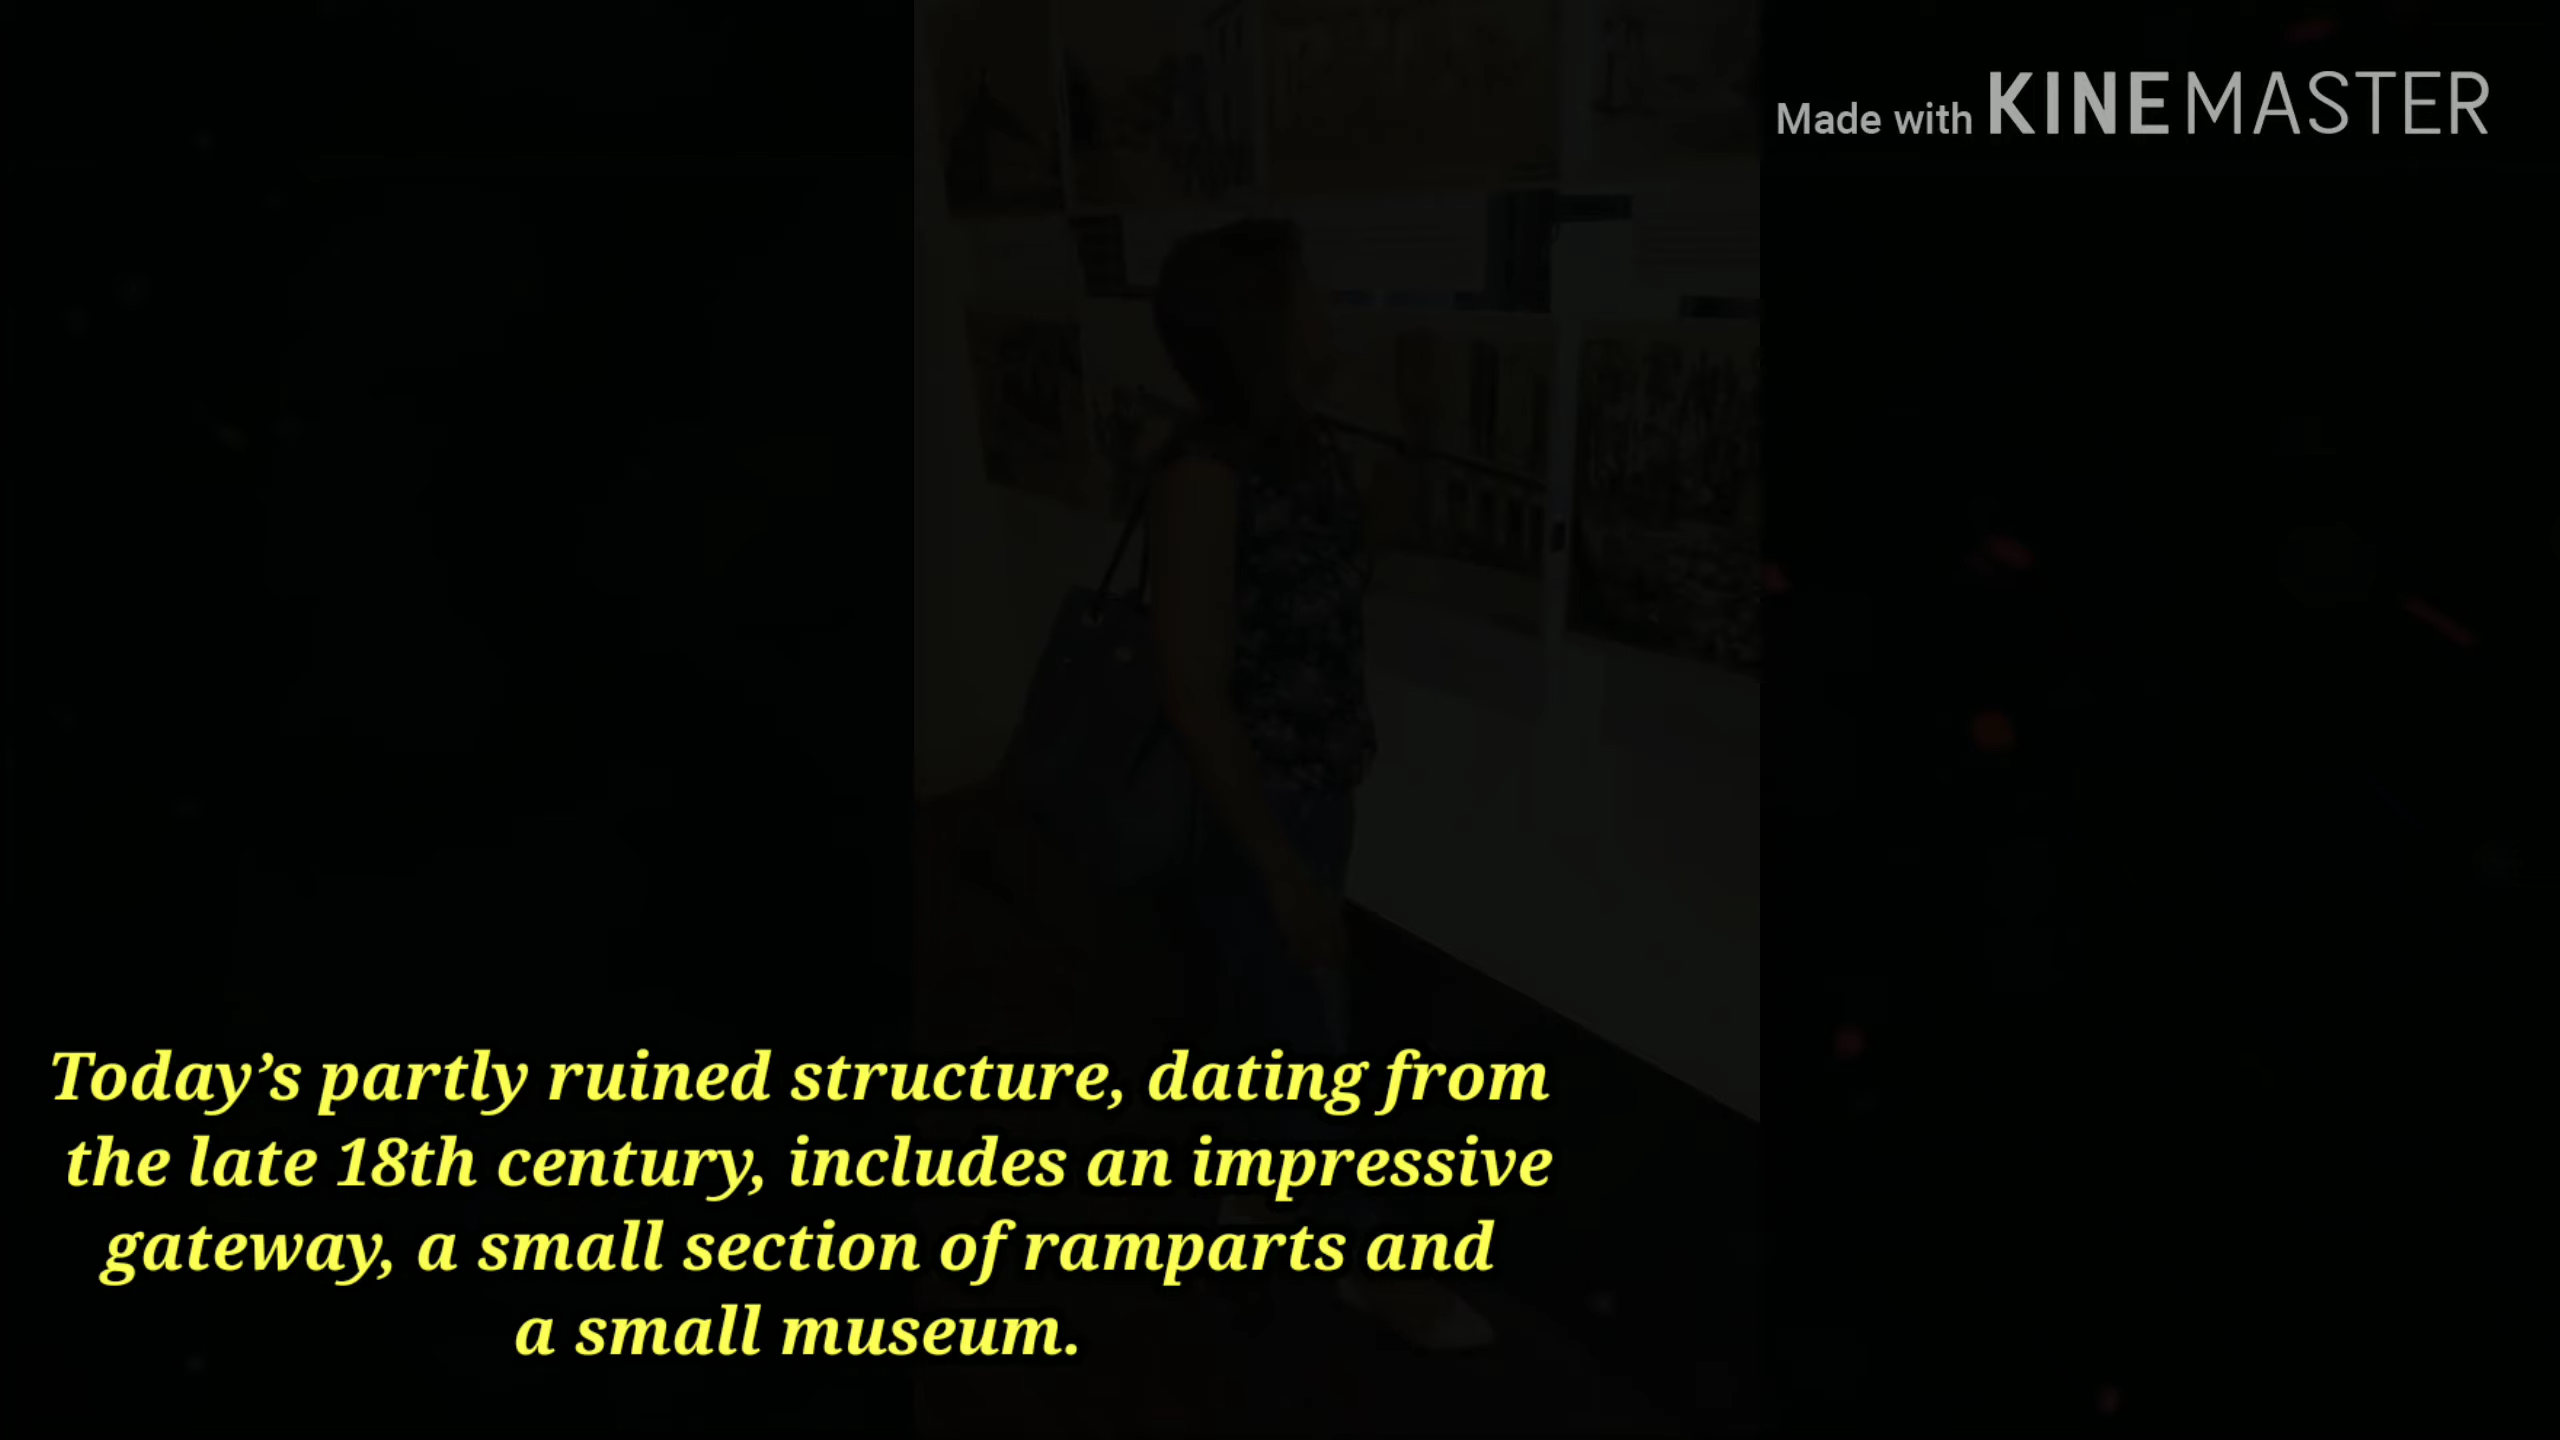 Made with KINEMASTER
Today’s partly ruined structure, dating from
the late 18th century, includes an impressive
gateway, a small section of ramparts and
a small museum.